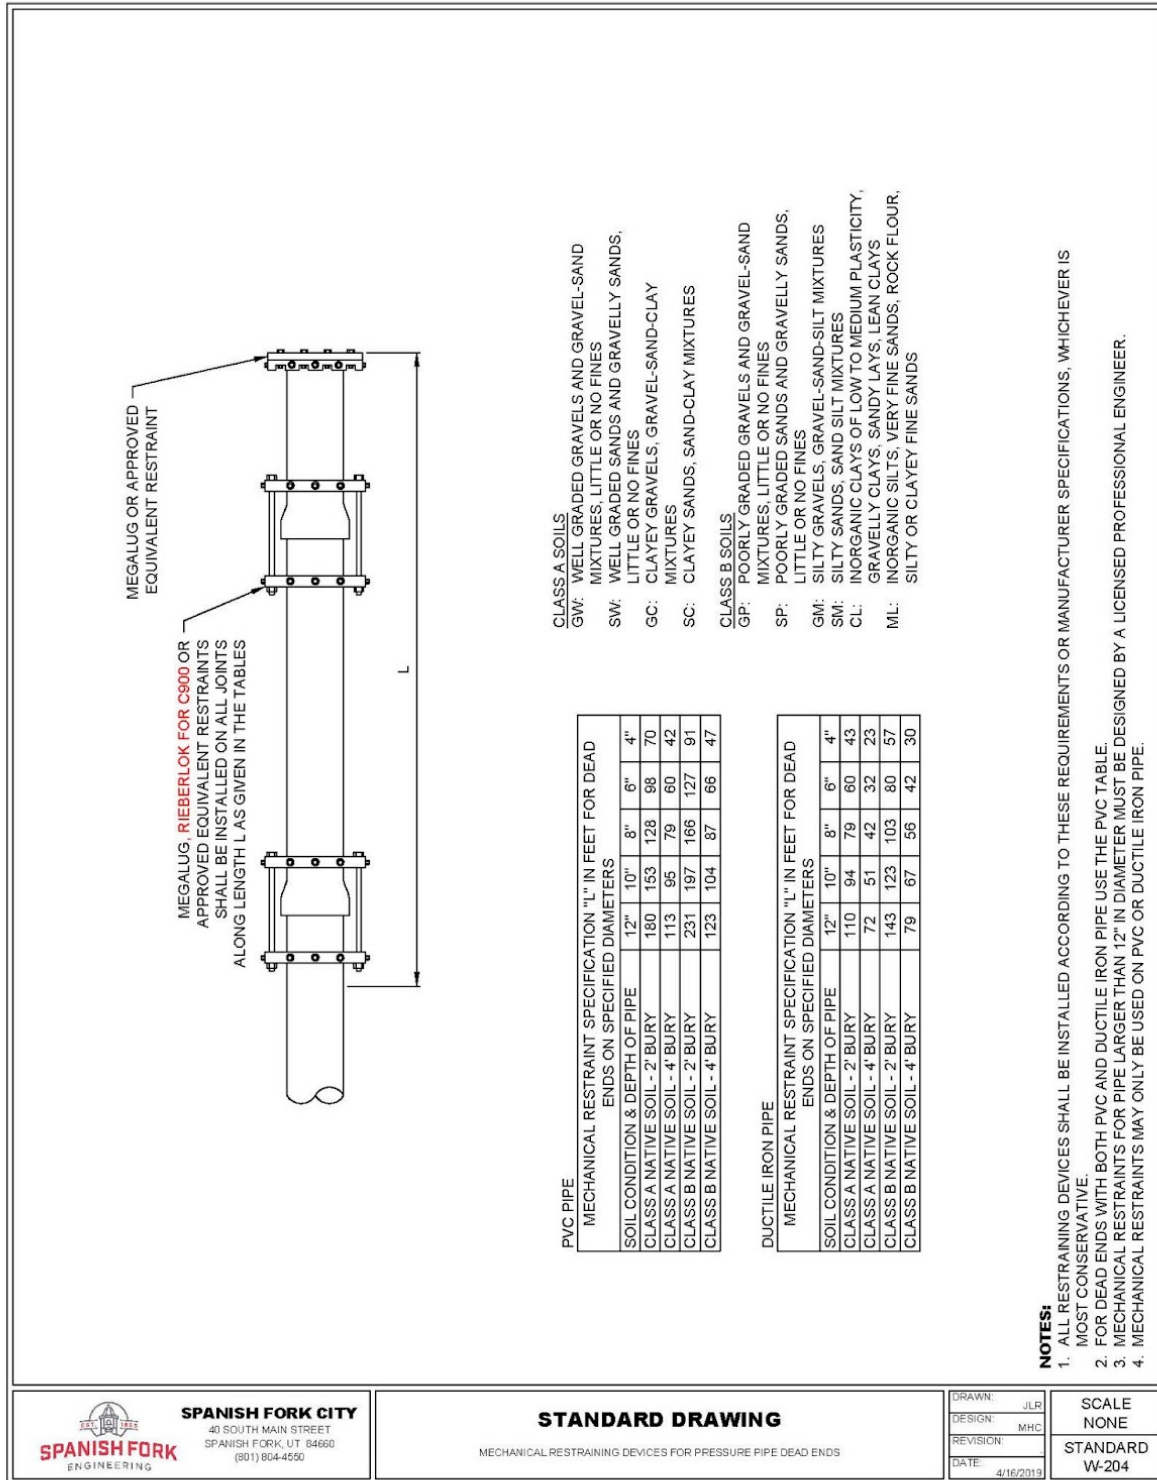 MEGALUG OR APPROVED
EQUIVALENT RESTRAINT
MEGALUG, RIEBERLOK FOR C900 OR
APPROVED EQUIVALENT RESTRAINTS
SHALL BE INSTALLED ON ALL JOINTS
ALONG LENGTH L AS GIVEN IN THE TABLES
L
PVC PIPE
MECHANICAL RESTRAINT SPECIFICATION "L" IN FEET FOR DEAD
ENDS ON SPECIFIED DIAMETERS
SOIL CONDITION & DEPTH OF PIPE 12" 10" 8" 6" 4"
CLASS A NATIVE SOIL - 2' BURY 180 153 128 98 70
CLASS A NATIVE SOIL - 4' BURY 113 95 79 60 42
CLASS B NATIVE SOIL - 2' BURY 231 197 166 127 91
CLASS B NATIVE SOIL - 4' BURY 123 104 87 66 47
DUCTILE IRON PIPE
MECHANICAL RESTRAINT SPECIFICATION "L" IN FEET FOR DEAD
ENDS ON SPECIFIED DIAMETERS
SOIL CONDITION & DEPTH OF PIPE 12" 10" 8" 6" 4"
CLASS A NATIVE SOIL - 2' BURY 110 94 79 60 43
CLASS A NATIVE SOIL - 4' BURY 72 51 42 32 23
CLASS B NATIVE SOIL - 2' BURY 143 123 103 80 57
CLASS B NATIVE SOIL - 4' BURY 79 67 56 42 30
CLASS A SOILS
GW: WELL GRADED GRAVELS AND GRAVEL-SAND
MIXTURES, LITTLE OR NO FINES
SW: WELL GRADED SANDS AND GRAVELLY SANDS,
LITTLE OR NO FINES
GC: CLAYEY GRAVELS, GRAVEL-SAND-CLAY
MIXTURES
SC: CLAYEY SANDS, SAND-CLAY MIXTURES
CLASS B SOILS
GP: POORLY GRADED GRAVELS AND GRAVEL-SAND
MIXTURES, LITTLE OR NO FINES
SP: POORLY GRADED SANDS AND GRAVELLY SANDS,
LITTLE OR NO FINES
GM: SILTY GRAVELS, GRAVEL-SAND-SILT MIXTURES
SM: SILTY SANDS, SAND SILT MIXTURES
CL: INORGANIC CLAYS OF LOW TO MEDIUM PLASTICITY,
GRAVELLY CLAYS, SANDY LAYS, LEAN CLAYS
ML: INORGANIC SILTS, VERY FINE SANDS, ROCK FLOUR,
SILTY OR CLAYEY FINE SANDS
NOTES:
1. ALL RESTRAINING DEVICES SHALL BE INSTALLED ACCORDING TO THESE REQUIREMENTS OR MANUFACTURER SPECIFICATIONS, WHICHEVER IS
MOST CONSERVATIVE.
2. FOR DEAD ENDS WITH BOTH PVC AND DUCTILE IRON PIPE USE THE PVC TABLE.
3. MECHANICAL RESTRAINTS FOR PIPE LARGER THAN 12" IN DIAMETER MUST BE DESIGNED BY A LICENSED PROFESSIONAL ENGINEER.
4. MECHANICAL RESTRAINTS MAY ONLY BE USED ON PVC OR DUCTILE IRON PIPE.
EST. 1855
SPANISH FORK
ENGINEERING
SPANISH FORK CITY
40 SOUTH MAIN STREET
SPANISH FORK, UT 84660
(801) 804-4550
STANDARD DRAWING
MECHANICAL RESTRAINING DEVICES FOR PRESSURE PIPE DEAD ENDS
DRAWN: JLR
DESIGN: MHC
REVISION:
DATE: 4/16/2019
SCALE
NONE
STANDARD
W-204